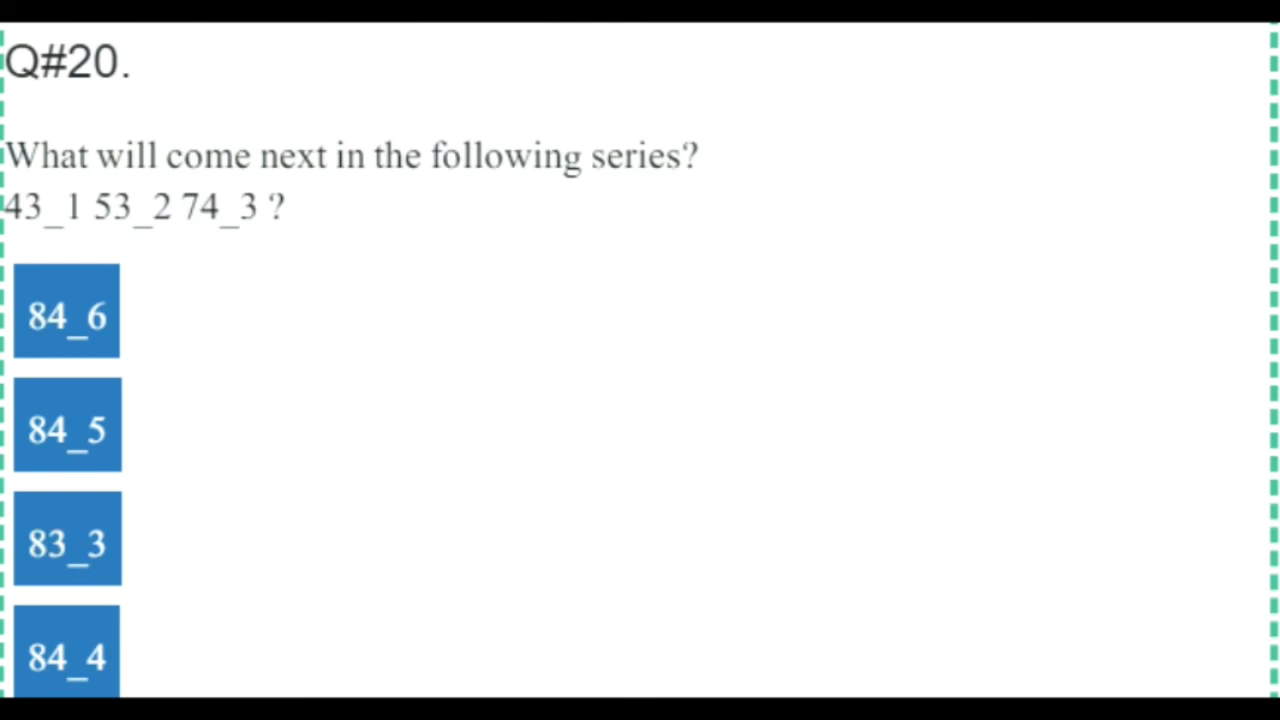 Q#20.
What will come next in the following series?
43_1 53_2 74_3 ?
84_6
84_5
83_3
84_4